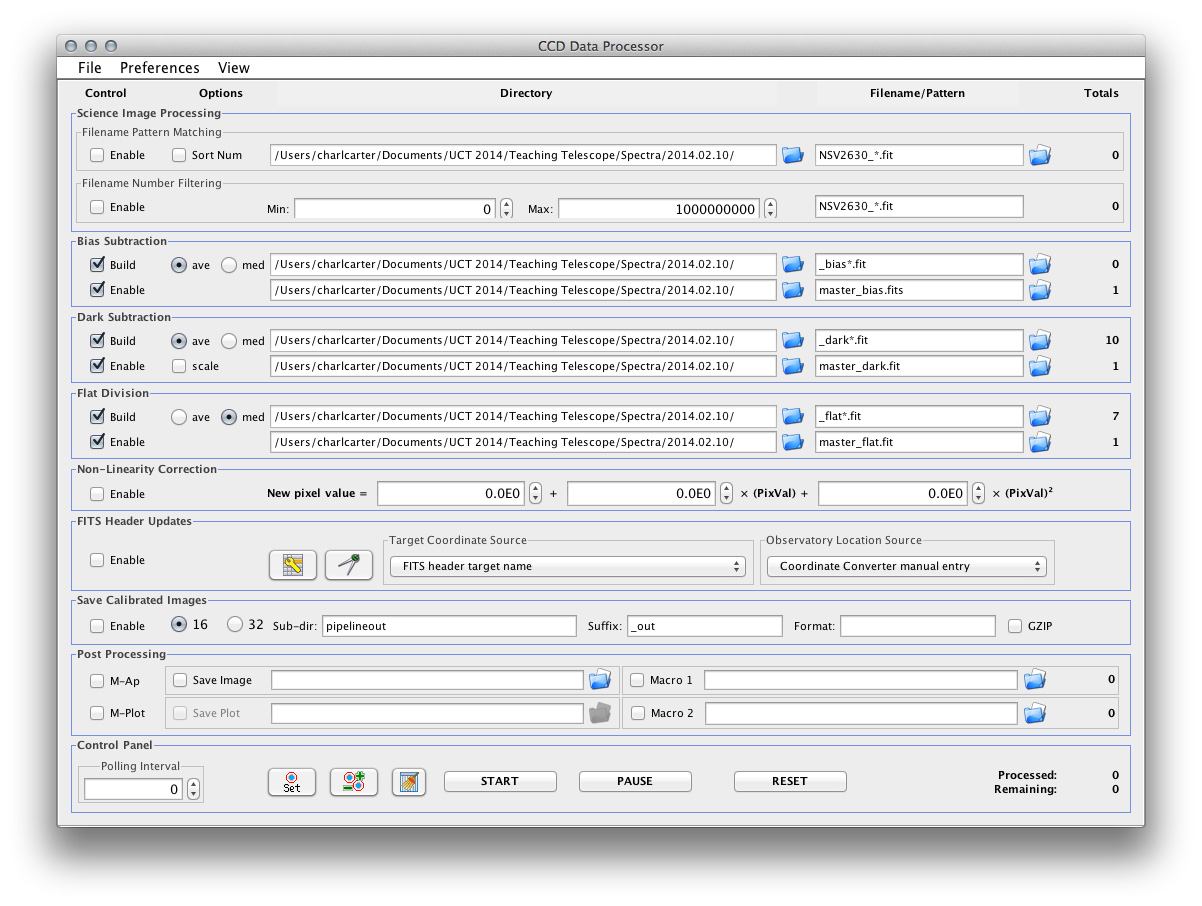 CCD Data Processor
File Preferences View
Control Options Directory Filename/Pattern Totals
Science Image Processing
Filename Pattern Matching
Enable Sort Num /Users/charlcarter/Documents/UCT 2014/Teaching Telescope/Spectra/2014.02.10/ NSV2630_*.fit 0
Filename Number Filtering
Enable Min: 0 Max: 1000000000 NSV2630_*.fit 0
Bias Subtraction
Build ave med /Users/charlcarter/Documents/UCT 2014/Teaching Telescope/Spectra/2014.02.10/ _bias*.fit 0
Enable /Users/charlcarter/Documents/UCT 2014/Teaching Telescope/Spectra/2014.02.10/ master_bias.fits 1
Dark Subtraction
Build ave med /Users/charlcarter/Documents/UCT 2014/Teaching Telescope/Spectra/2014.02.10/ _dark*.fit 10
Enable scale /Users/charlcarter/Documents/UCT 2014/Teaching Telescope/Spectra/2014.02.10/ master_dark.fit 1
Flat Division
Build ave med /Users/charlcarter/Documents/UCT 2014/Teaching Telescope/Spectra/2014.02.10/ _flat*.fit 7
Enable /Users/charlcarter/Documents/UCT 2014/Teaching Telescope/Spectra/2014.02.10/ master_flat.fit 1
Non-Linearity Correction
Enable New pixel value = 0.0E0 + 0.0E0 × (PixVal) + 0.0E0 × (PixVal)²
FITS Header Updates
Target Coordinate Source Observatory Location Source
Enable FITS header target name Coordinate Converter manual entry
Save Calibrated Images
Enable 16 32 Sub-dir: pipelineout Suffix: _out Format: GZIP
Post Processing
M-Ap Save Image Macro 1 0
M-Plot Save Plot Macro 2 0
Control Panel
Polling Interval
0 Set START PAUSE RESET
Processed: 0
Remaining: 0